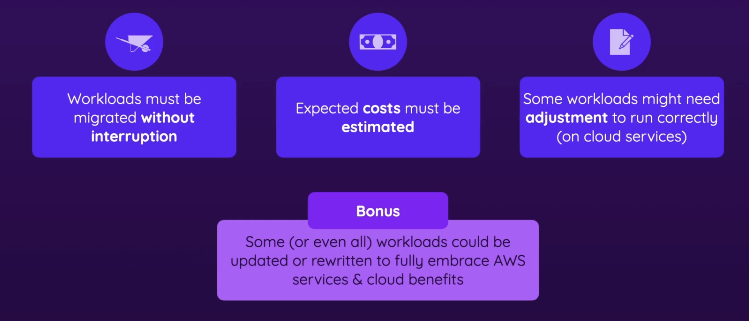 Workloads must be
migrated without
interruption
Expected costs must be
estimated
Some workloads might need
adjustment to run correctly
(on cloud services)
Bonus
Some (or even all) workloads could be
updated or rewritten to fully embrace AWS
services & cloud benefits